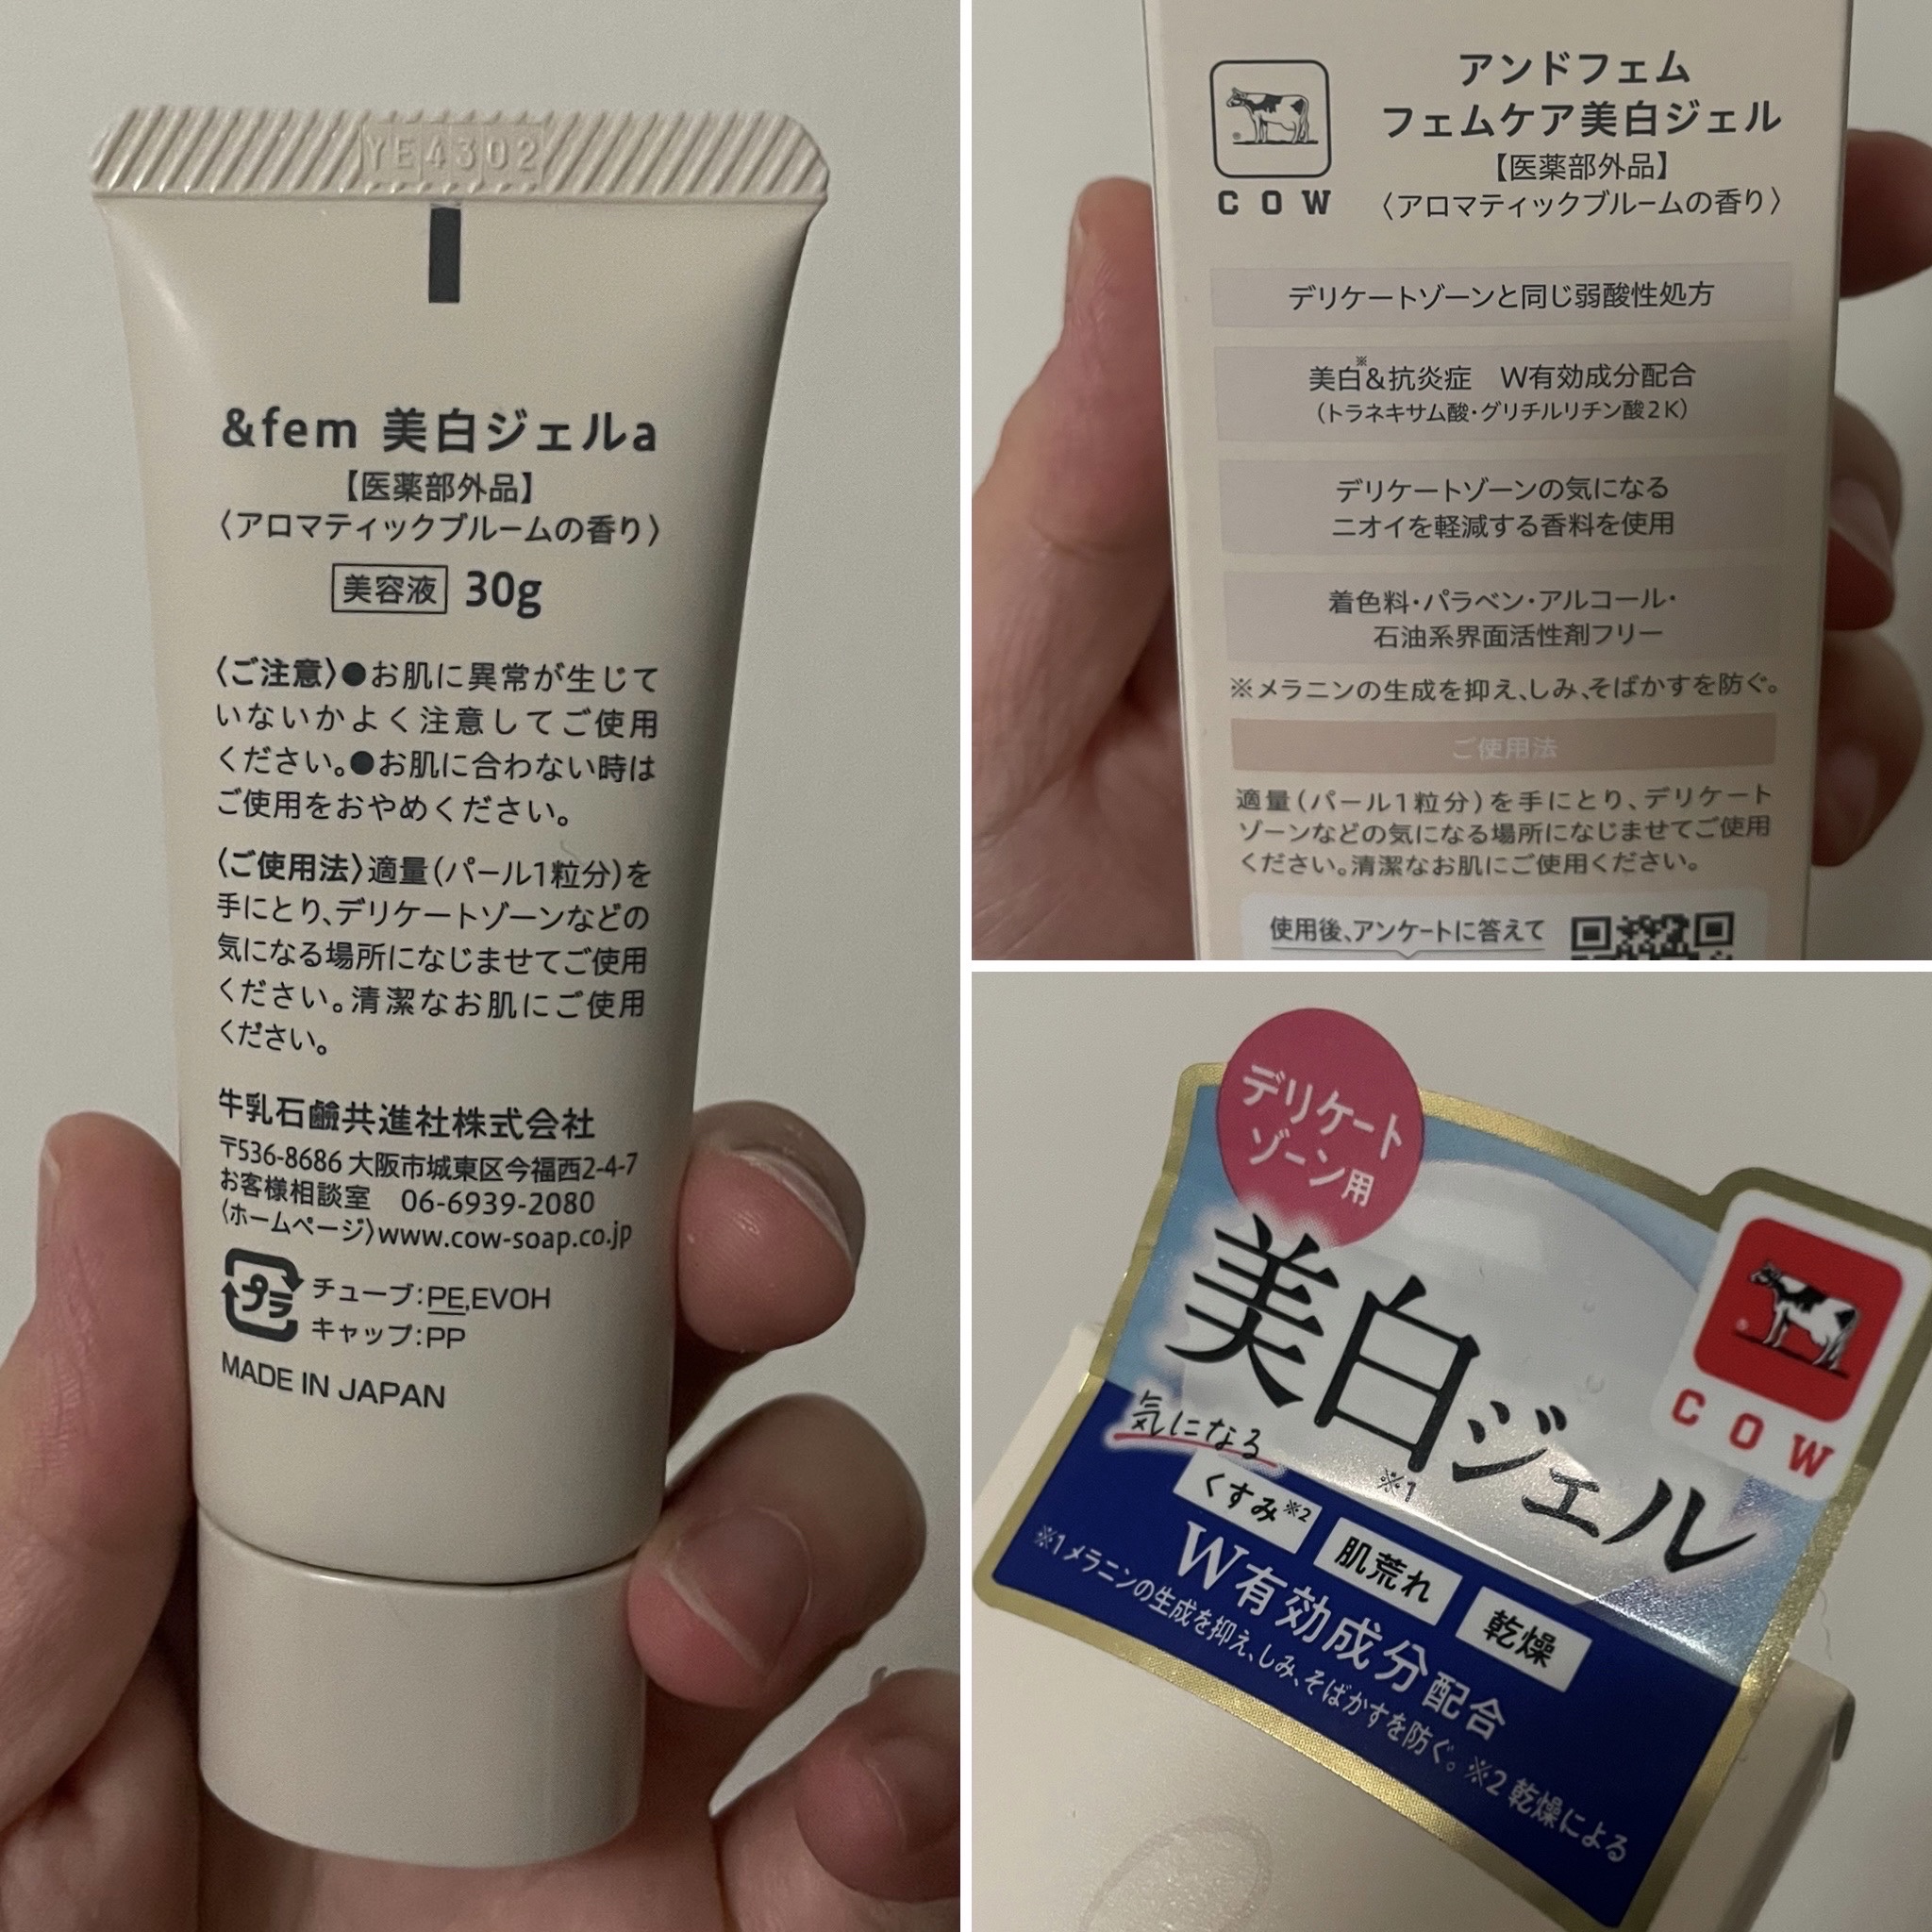 YE4302
&fem 美白ジェルa
【医薬部外品】
〈アロマティックブルームの香り〉
美容液 30g
〈ご注意〉●お肌に異常が生じて
いないかよく注意してご使用
ください。●お肌に合わない時は
ご使用をおやめください。
〈ご使用法〉適量(パール1粒分)を
手にとり、デリケートゾーンなどの
気になる場所になじませてご使用
ください。清潔なお肌にご使用
ください。
牛乳石鹼共進社株式会社
〒536-8686 大阪市城東区今福西2-4-7
お客様相談室 06-6939-2080
〈ホームページ〉www.cow-soap.co.jp
プラ
チューブ:PE,EVOH
キャップ:PP
MADE IN JAPAN
COW
アンドフェム
フェムケア美白ジェル
【医薬部外品】
〈アロマティックブルームの香り〉
デリケートゾーンと同じ弱酸性処方
美白※&抗炎症 W有効成分配合
(トラネキサム酸・グリチルリチン酸2K)
デリケートゾーンの気になる
ニオイを軽減する香料を使用
着色料・パラベン・アルコール・
石油系界面活性剤フリー
※メラニンの生成を抑え、しみ、そばかすを防ぐ。
ご使用法
適量(パール1粒分)を手にとり、デリケート
ゾーンなどの気になる場所になじませてご使用
ください。清潔なお肌にご使用ください。
使用後、アンケートに答えて
デリケート
ゾーン用
美白ジェル
※1
COW
気になる
くすみ※2 肌荒れ 乾燥
W有効成分配合
※1メラニンの生成を抑え、しみ、そばかすを防ぐ。※2 乾燥による